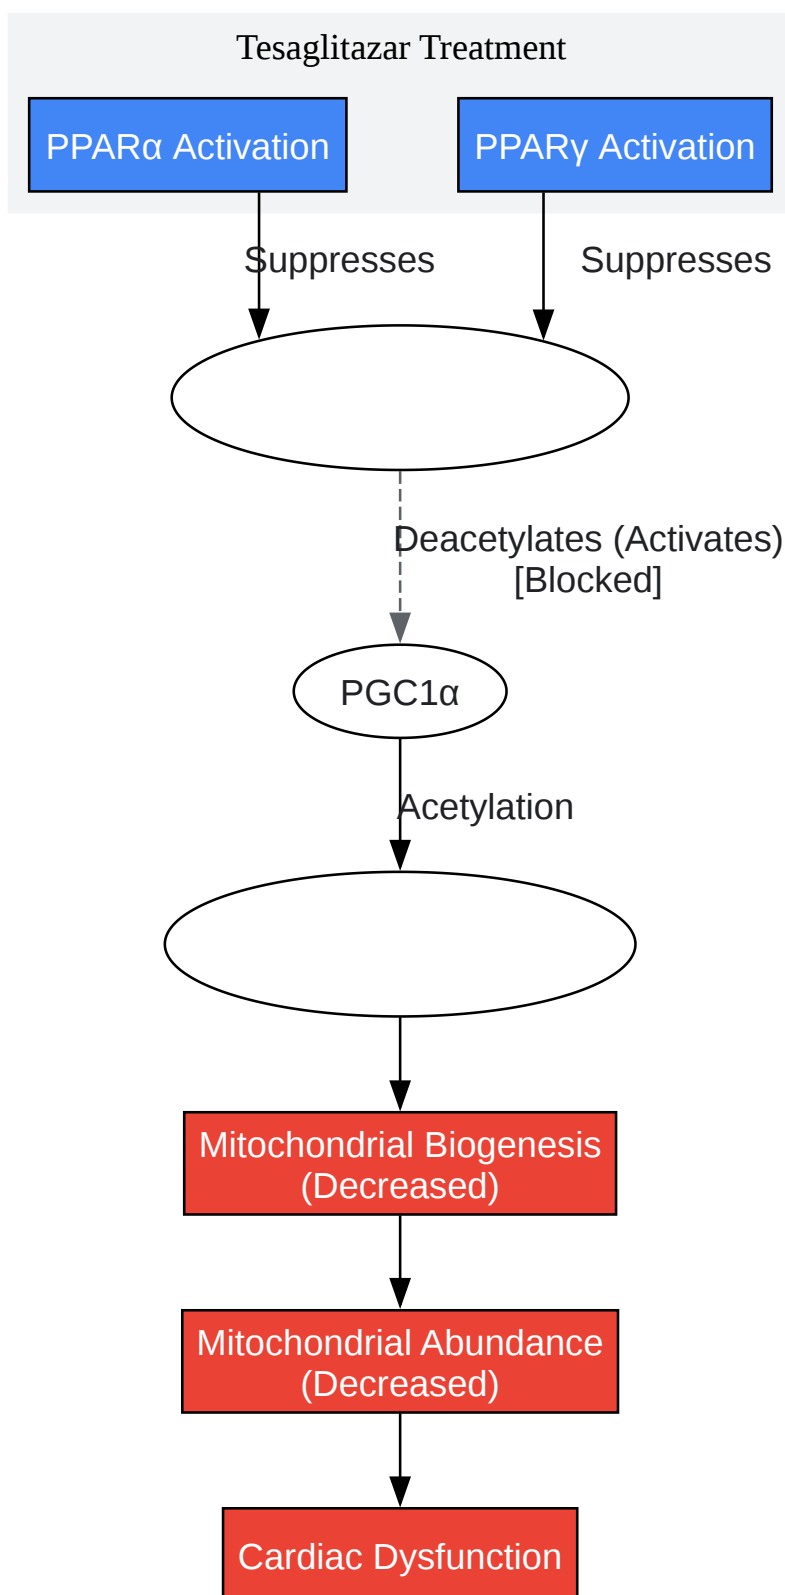 Tesaglitazar Treatment
PPARα Activation
PPARγ Activation
Suppresses
Suppresses
Deacetylates (Activates)
[Blocked]
PGC1α
Acetylation
Mitochondrial Biogenesis
(Decreased)
Mitochondrial Abundance
(Decreased)
Cardiac Dysfunction